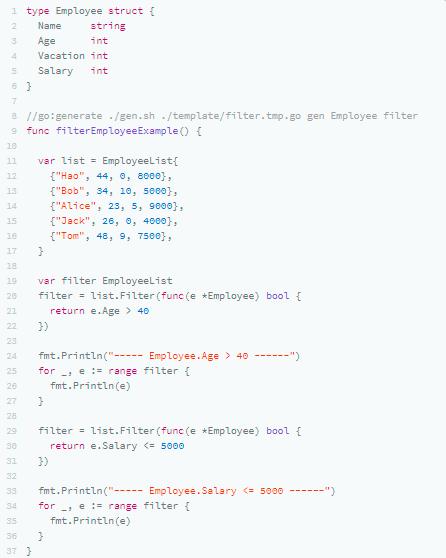 1 type Employee struct {
2   Name     string
3   Age      int
4   Vacation int
5   Salary   int
6 }
7
8 //go:generate ./gen.sh ./template/filter.tmp.go gen Employee filter
9 func filterEmployeeExample() {
10
11   var list = EmployeeList{
12     {"Hao", 44, 0, 8000},
13     {"Bob", 34, 10, 5000},
14     {"Alice", 23, 5, 9000},
15     {"Jack", 26, 0, 4000},
16     {"Tom", 48, 9, 7500},
17   }
18
19   var filter EmployeeList
20   filter = list.Filter(func(e *Employee) bool {
21     return e.Age > 40
22   })
23
24   fmt.Println("----- Employee.Age > 40 ------")
25   for _, e := range filter {
26     fmt.Println(e)
27   }
28
29   filter = list.Filter(func(e *Employee) bool {
30     return e.Salary <= 5000
31   })
32
33   fmt.Println("----- Employee.Salary <= 5000 ------")
34   for _, e := range filter {
35     fmt.Println(e)
36   }
37 }